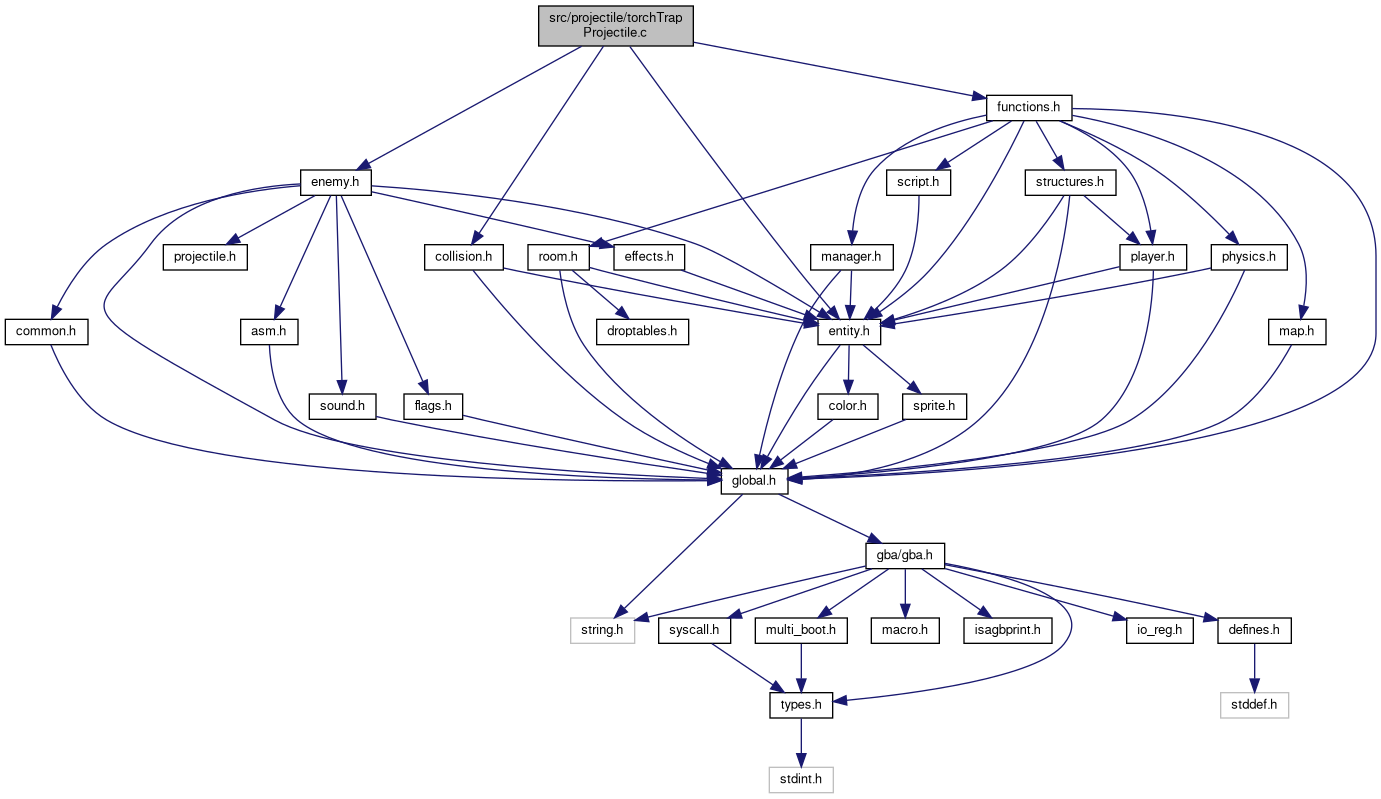 src/projectile/torchTrap
Projectile.c
functions.h
enemy.h
script.h
structures.h
projectile.h
collision.h
room.h
effects.h
manager.h
player.h
physics.h
common.h
asm.h
droptables.h
entity.h
map.h
sound.h
flags.h
color.h
sprite.h
global.h
gba/gba.h
string.h
syscall.h
multi_boot.h
macro.h
isagbprint.h
io_reg.h
defines.h
types.h
stddef.h
stdint.h